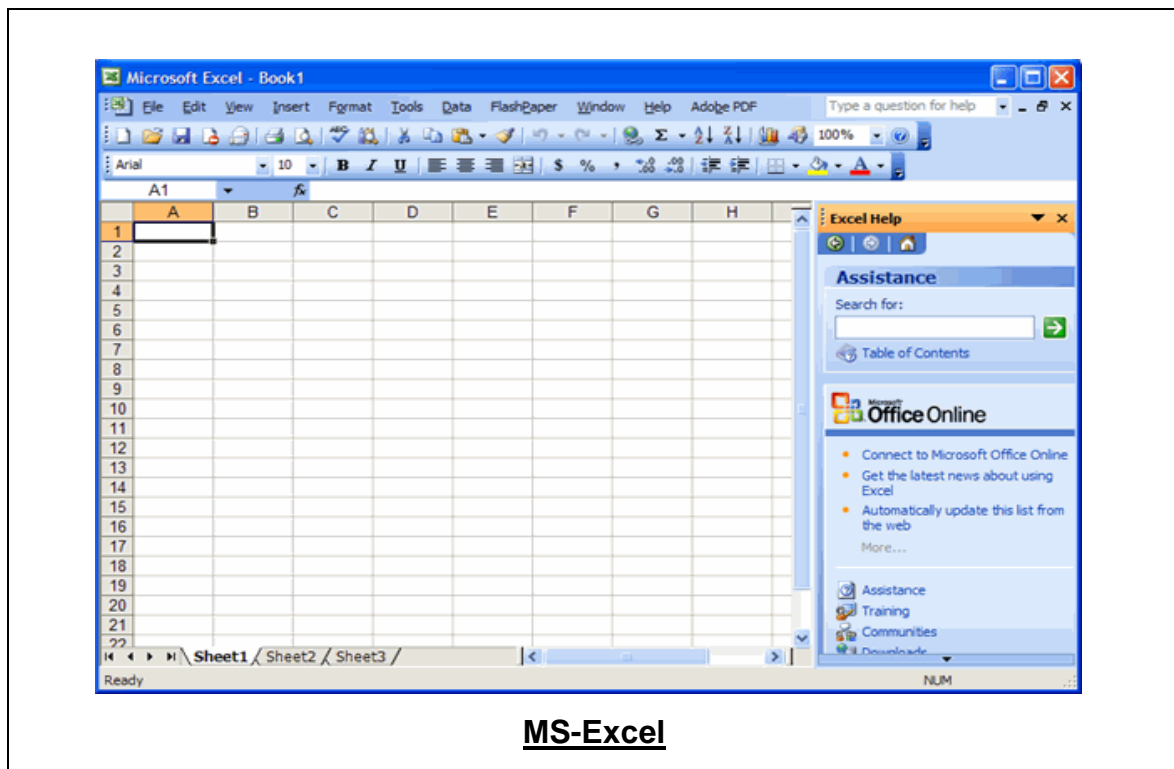 Microsoft Excel - Book1
File Edit View Insert Format Tools Data FlashPaper Window Help Adobe PDF Type a question for help
100%
Arial 10 B I U $ % ,
A1 fx
A B C D E F G H
Excel Help
1
2
3
4
5
6
7
8
9
10
11
12
13
14
15
16
17
18
19
20
21
22
Assistance
Search for:
Table of Contents
Microsoft
Office Online
Connect to Microsoft Office Online
Get the latest news about using
Excel
Automatically update this list from
the web
More...
Assistance
Training
Communities
Downloads
Sheet1 Sheet2 Sheet3
Ready NUM
MS-Excel